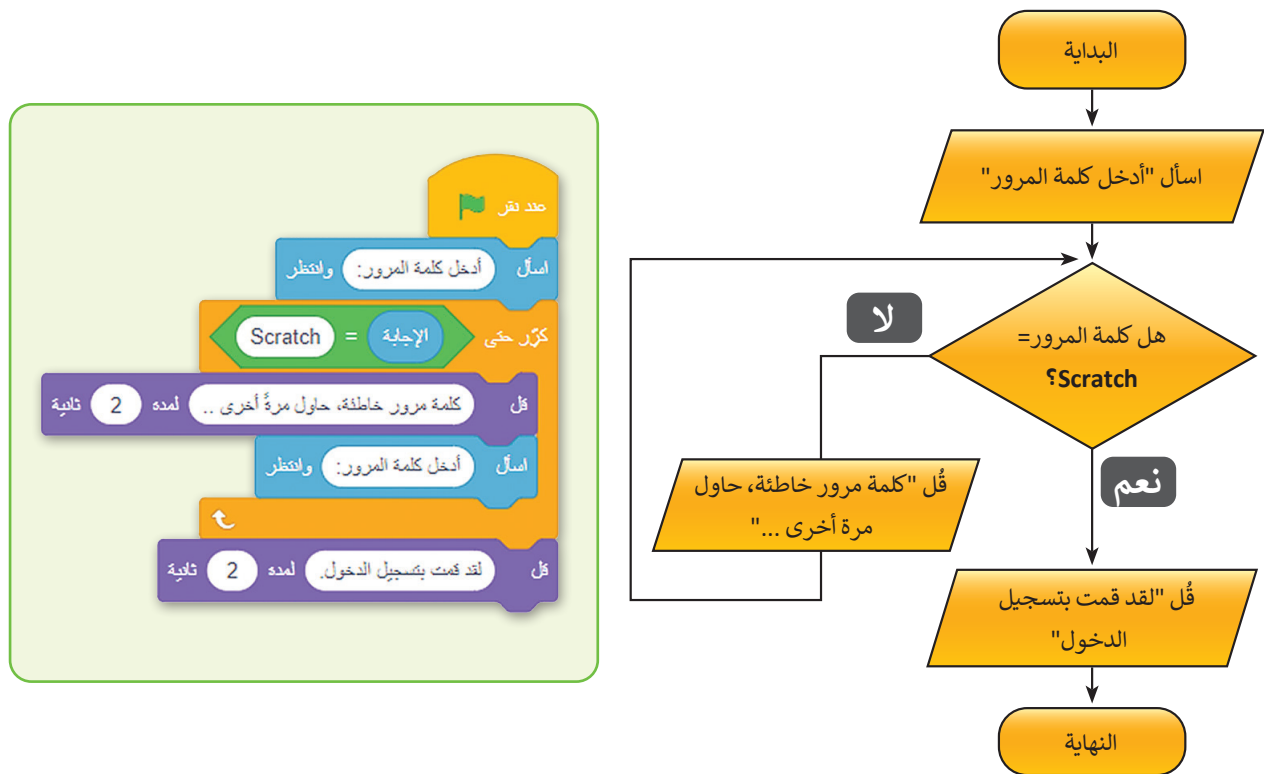 البداية
اسأل "أدخل كلمة المرور"
هل كلمة المرور=
Scratch؟
لا
قُل "كلمة مرور خاطئة، حاول
مرة أخرى ..."
نعم
قُل "لقد قمت بتسجيل
الدخول"
النهاية
عند نقر
اسأل أدخل كلمة المرور: وانتظر
كرّر حتى الإجابة = Scratch
قل كلمة مرور خاطئة، حاول مرةً أخرى .. لمده 2 ثانية
اسأل أدخل كلمة المرور: وانتظر
قل لقد قمت بتسجيل الدخول. لمده 2 ثانية